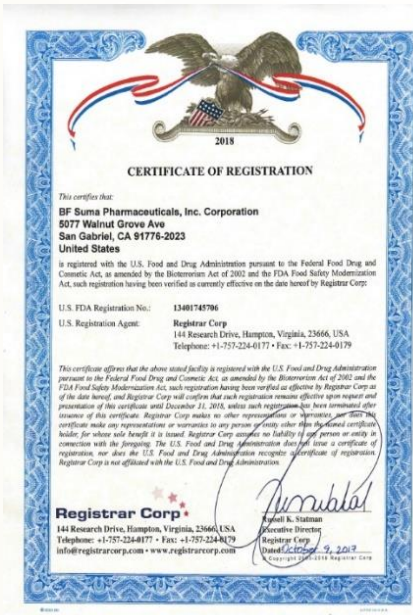 2018
CERTIFICATE OF REGISTRATION
This certifies that:
BF Suma Pharmaceuticals, Inc. Corporation
5077 Walnut Grove Ave
San Gabriel, CA 91776-2023
United States
is registered with the U.S. Food and Drug Administration pursuant to the Federal Food Drug and
Cosmetic Act, as amended by the Bioterrorism Act of 2002 and the FDA Food Safety Modernization
Act, such registration having been verified as currently effective on the date hereof by Registrar Corp:
U.S. FDA Registration No.: 13401745706
U.S. Registration Agent: Registrar Corp
144 Research Drive, Hampton, Virginia, 23666, USA
Telephone: +1-757-224-0177 • Fax: +1-757-224-0179
This certificate affirms that the above stated facility is registered with the U.S. Food and Drug Administration
pursuant to the Federal Food Drug and Cosmetic Act, as amended by the Bioterrorism Act of 2002 and the
FDA Food Safety Modernization Act, such registration having been verified as effective by Registrar Corp as
of the date hereof, and Registrar Corp will confirm that such registration remains effective upon request and
presentation of this certificate until December 31, 2018, unless such registration has been terminated after
issuance of this certificate. Registrar Corp makes no other representations or warranties, nor does this
certificate make any representations or warranties to any person or entity other than the named certificate
holder, for whose sole benefit it is issued. Registrar Corp assumes no liability to any person or entity in
connection with the foregoing. The U.S. Food and Drug Administration does not issue a certificate of
registration, nor does the U.S. Food and Drug Administration recognize a certificate of registration.
Registrar Corp is not affiliated with the U.S. Food and Drug Administration.
Registrar Corp
144 Research Drive, Hampton, Virginia, 23666, USA
Telephone: +1-757-224-0177 • Fax: +1-757-224-0179
info@registrarcorp.com • www.registrarcorp.com
Russell K. Statman
Executive Director
Registrar Corp
Dated: October 9, 2017